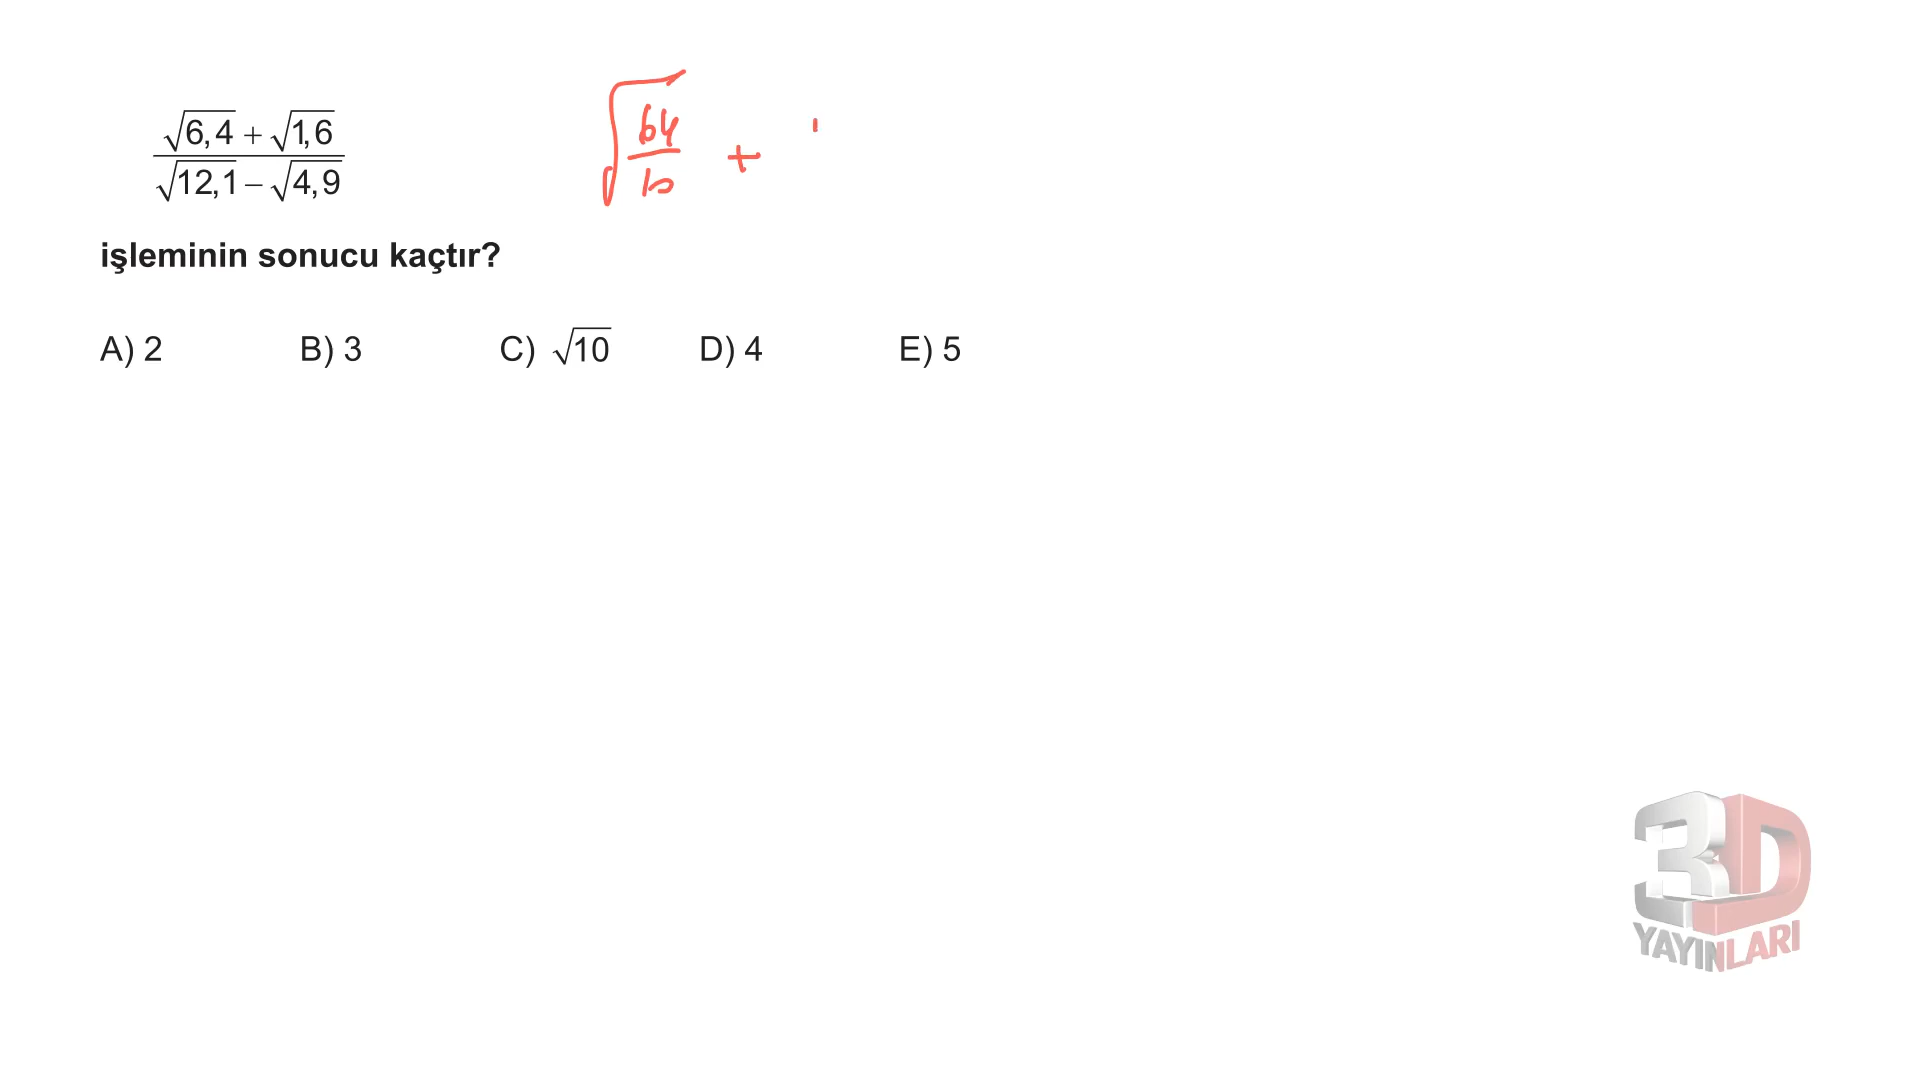 √6,4 + √1,6
√12,1 – √4,9
√64/10 +
işleminin sonucu kaçtır?
A) 2 B) 3 C) √10 D) 4 E) 5
3D
YAYINLARI